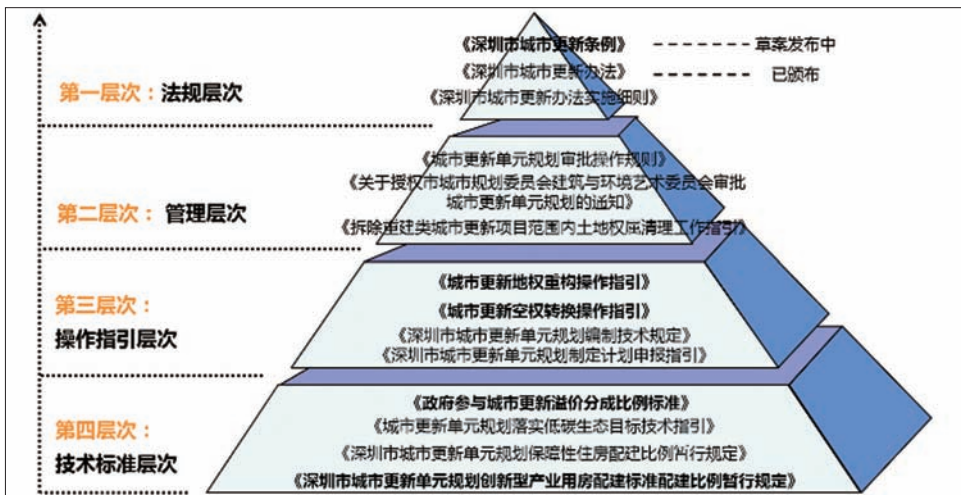 《深圳市城市更新条例》 草案发布中
《深圳市城市更新办法》 已颁布
第一层次：法规层次
《深圳市城市更新办法实施细则》
《城市更新单元规划审批操作规则》
《关于授权市城市规划委员会建筑与环境艺术委员会审批
城市更新单元规划的通知》
第二层次：管理层次
《拆除重建类城市更新项目范围内土地权属清理工作指引》
《城市更新地权重构操作指引》
第三层次：
操作指引层次
《城市更新空权转换操作指引》
《深圳市城市更新单元规划编制技术规定》
《深圳市城市更新单元规划制定计划申报指引》
《政府参与城市更新溢价分成比例标准》
第四层次：
技术标准层次
《城市更新单元规划落实低碳生态目标技术指引》
《深圳市城市更新单元规划保障性住房配建比例暂行规定》
《深圳市城市更新单元规划创新型产业用房配建标准配建比例暂行规定》